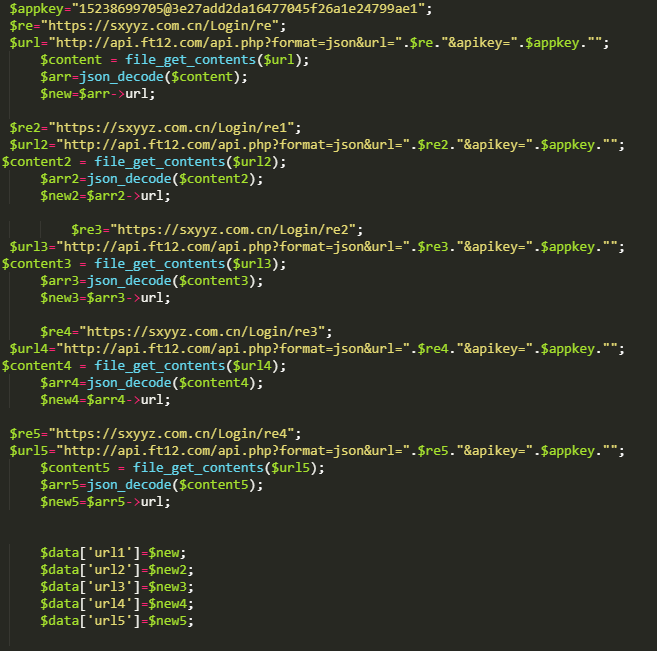 $appkey="15238699705@3e27add2da16477045f26a1e24799ae1";
$re="https://sxyyz.com.cn/Login/re";
$url="http://api.ft12.com/api.php?format=json&url=".$re."&apikey=".$appkey."";
$content = file_get_contents($url);
$arr=json_decode($content);
$new=$arr->url;
$re2="https://sxyyz.com.cn/Login/re1";
$url2="http://api.ft12.com/api.php?format=json&url=".$re2."&apikey=".$appkey."";
$content2 = file_get_contents($url2);
$arr2=json_decode($content2);
$new2=$arr2->url;
$re3="https://sxyyz.com.cn/Login/re2";
$url3="http://api.ft12.com/api.php?format=json&url=".$re3."&apikey=".$appkey."";
$content3 = file_get_contents($url3);
$arr3=json_decode($content3);
$new3=$arr3->url;
$re4="https://sxyyz.com.cn/Login/re3";
$url4="http://api.ft12.com/api.php?format=json&url=".$re4."&apikey=".$appkey."";
$content4 = file_get_contents($url4);
$arr4=json_decode($content4);
$new4=$arr4->url;
$re5="https://sxyyz.com.cn/Login/re4";
$url5="http://api.ft12.com/api.php?format=json&url=".$re5."&apikey=".$appkey."";
$content5 = file_get_contents($url5);
$arr5=json_decode($content5);
$new5=$arr5->url;
$data['url1']=$new;
$data['url2']=$new2;
$data['url3']=$new3;
$data['url4']=$new4;
$data['url5']=$new5;